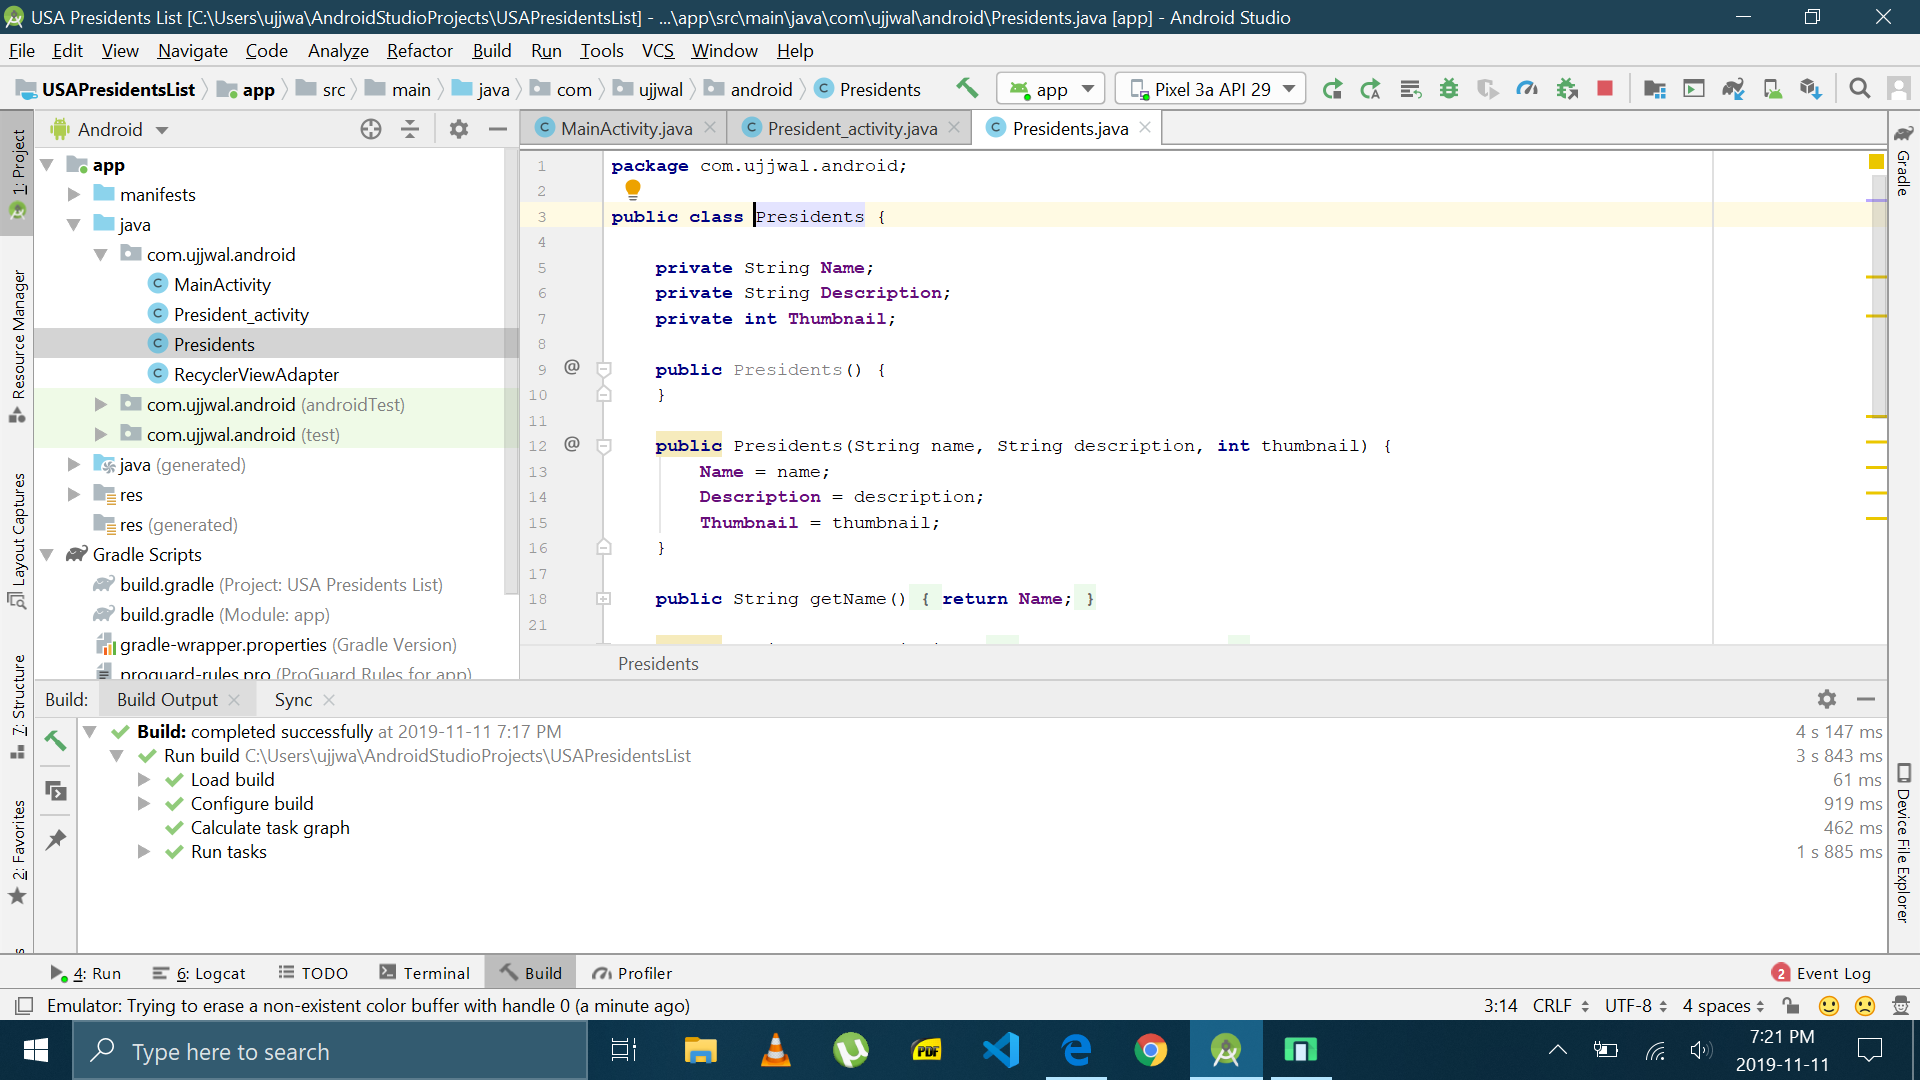 USA Presidents List [C:\Users\ujjwa\AndroidStudioProjects\USAPresidentsList] - ...\app\src\main\java\com\ujjwal\android\Presidents.java [app] - Android Studio
File Edit View Navigate Code Analyze Refactor Build Run Tools VCS Window Help
USAPresidentsList app src main java com ujjwal android Presidents app Pixel 3a API 29
1: Project
Resource Manager
Layout Captures
7: Structure
2: Favorites
Android
app
manifests
java
com.ujjwal.android
MainActivity
President_activity
Presidents
RecyclerViewAdapter
com.ujjwal.android (androidTest)
com.ujjwal.android (test)
java (generated)
res
res (generated)
Gradle Scripts
build.gradle (Project: USA Presidents List)
build.gradle (Module: app)
gradle-wrapper.properties (Gradle Version)
proguard-rules.pro (ProGuard Rules for app)
MainActivity.java President_activity.java Presidents.java
1 package com.ujjwal.android;
2
3 public class Presidents {
4
5 private String Name;
6 private String Description;
7 private int Thumbnail;
8
9 @ public Presidents() {
10 }
11
12 @ public Presidents(String name, String description, int thumbnail) {
13 Name = name;
14 Description = description;
15 Thumbnail = thumbnail;
16 }
17
18 public String getName() { return Name; }
21
Presidents
Gradle
Device File Explorer
Build: Build Output Sync
Build: completed successfully at 2019-11-11 7:17 PM 4 s 147 ms
Run build C:\Users\ujjwa\AndroidStudioProjects\USAPresidentsList 3 s 843 ms
Load build 61 ms
Configure build 919 ms
Calculate task graph 462 ms
Run tasks 1 s 885 ms
4: Run 6: Logcat TODO Terminal Build Profiler 2 Event Log
Emulator: Trying to erase a non-existent color buffer with handle 0 (a minute ago) 3:14 CRLF UTF-8 4 spaces
Type here to search
PDF
7:21 PM
2019-11-11